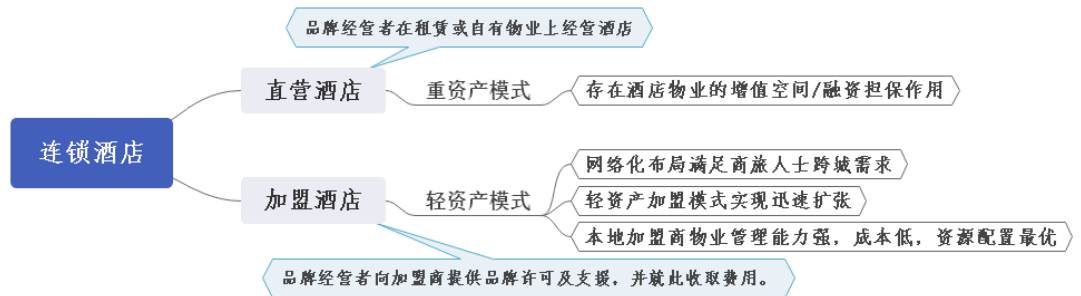 品牌经营者在租赁或自有物业上经营酒店
直营酒店
重资产模式
存在酒店物业的增值空间/融资担保作用
连锁酒店
网络化布局满足商旅人士跨城需求
加盟酒店
轻资产模式
轻资产加盟模式实现迅速扩张
本地加盟商物业管理能力强，成本低，资源配置最优
品牌经营者向加盟商提供品牌许可及支援，并就此收取费用。